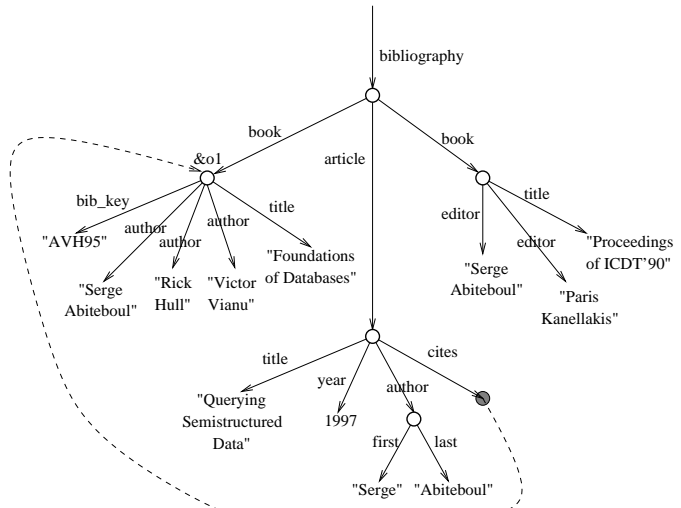 bibliography
book
article
book
&o1
bib_key
author
author
author
title
editor
editor
title
"AVH95"
"Serge
Abiteboul"
"Rick
Hull"
"Victor
Vianu"
"Foundations
of Databases"
"Serge
Abiteboul"
"Paris
Kanellakis"
"Proceedings
of ICDT'90"
title
year
author
cites
"Querying
Semistructured
Data"
1997
first
last
"Serge"
"Abiteboul"